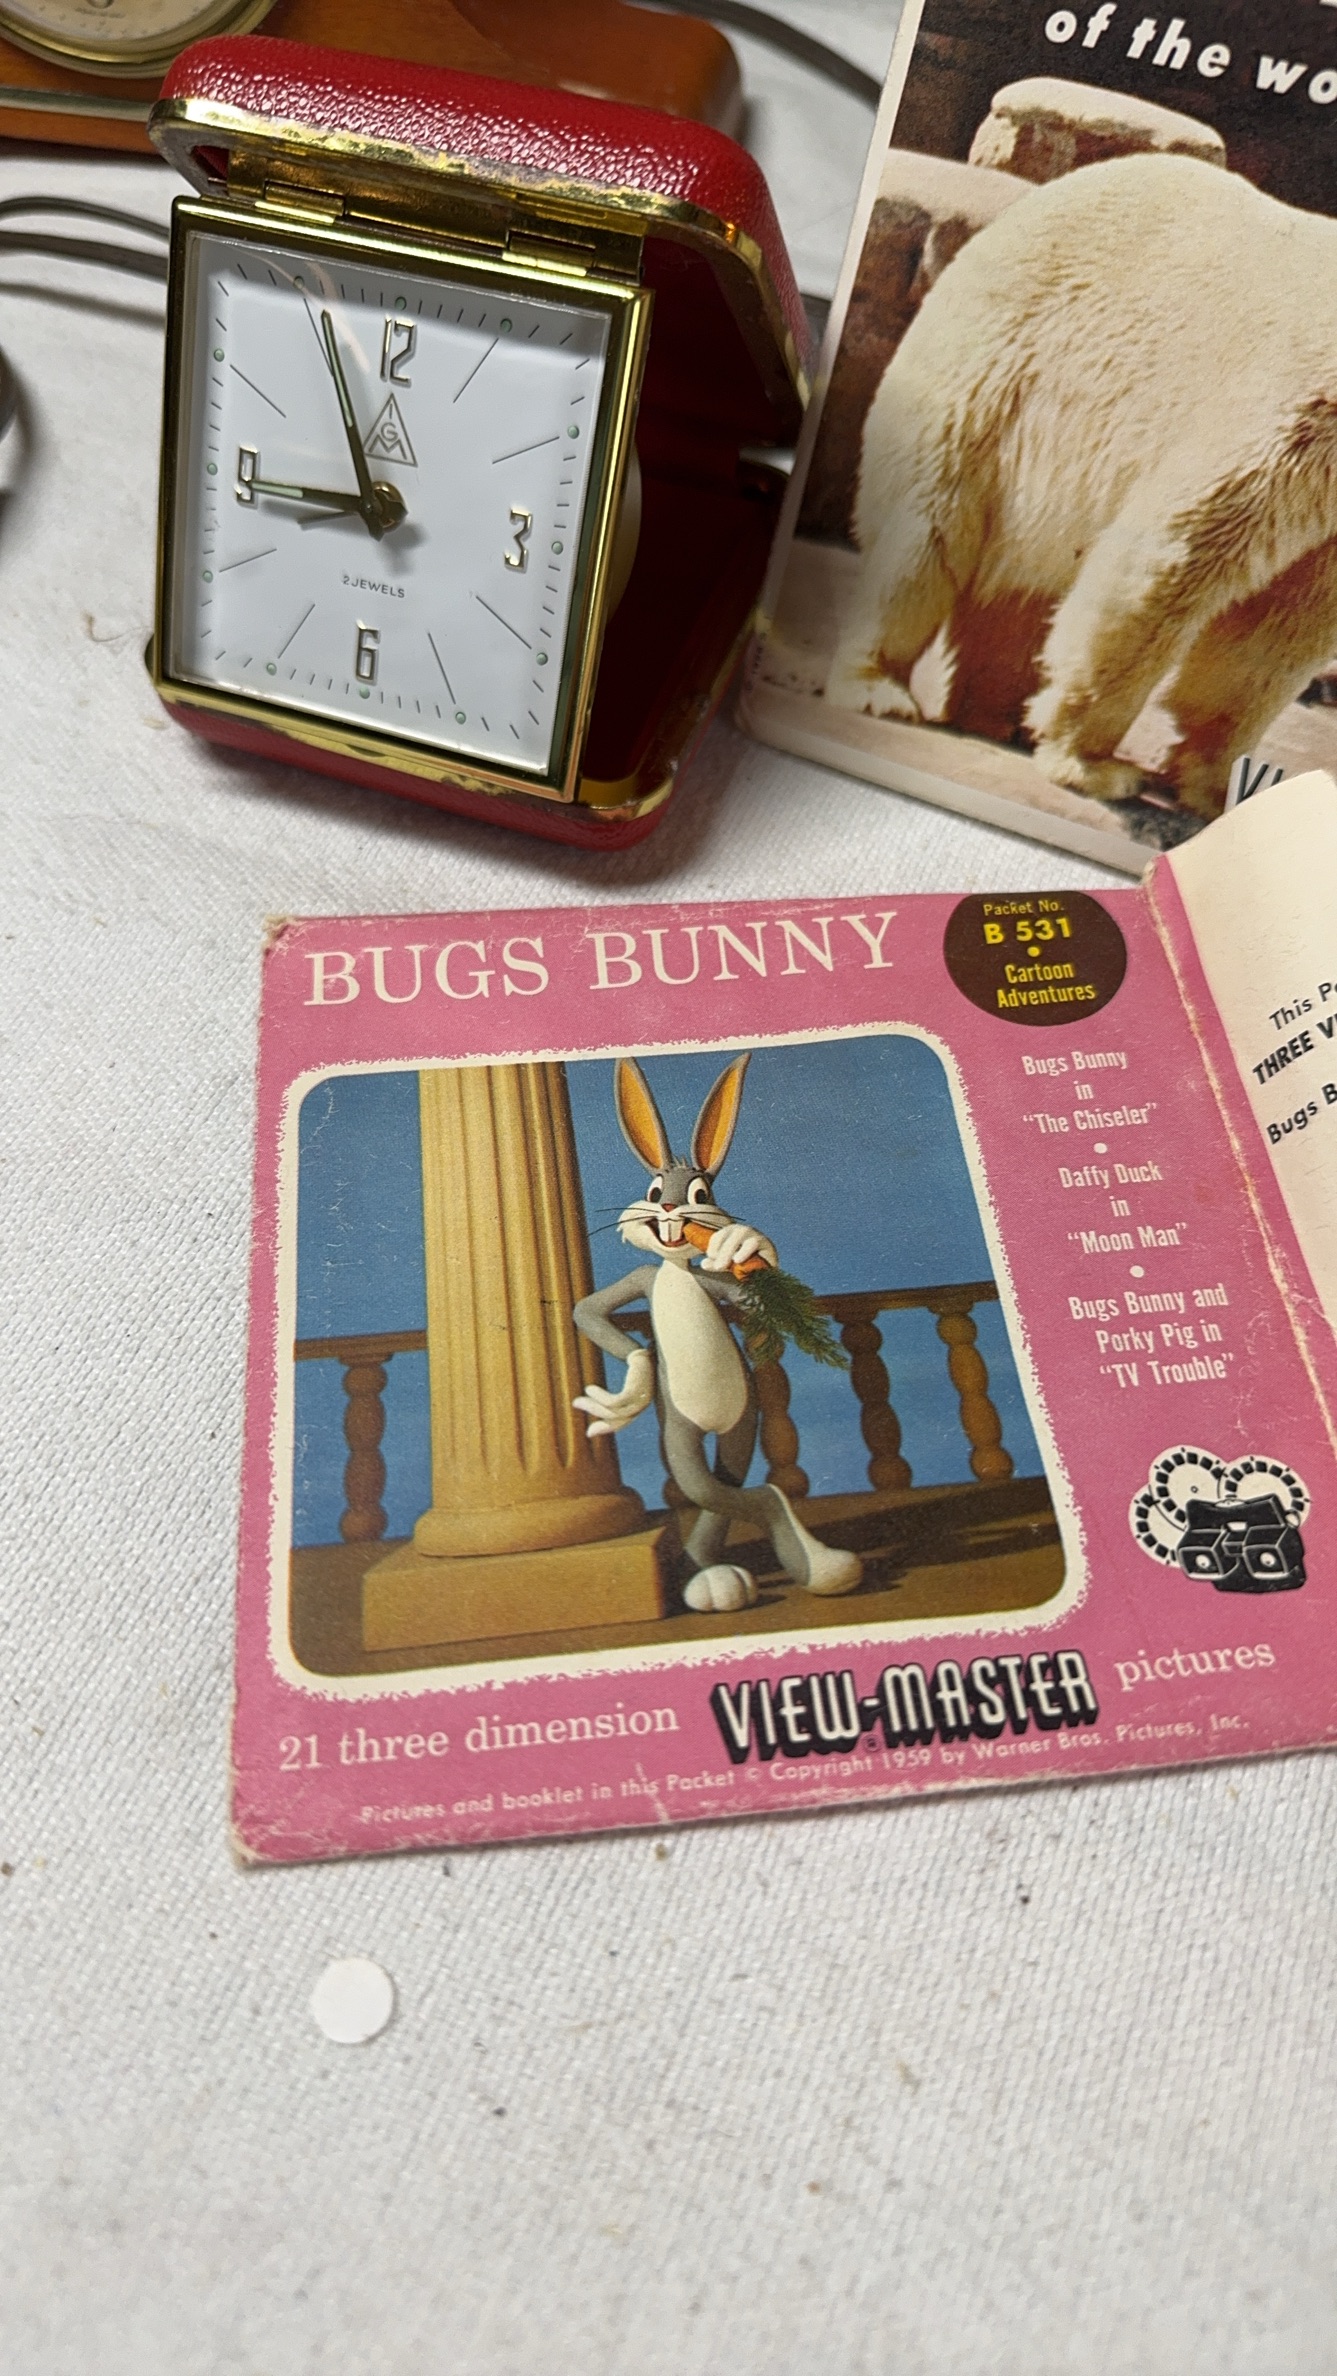 of the wo
12
I
G
M
9
3
2 JEWELS
6
BUGS BUNNY
Packet No.
B 531
•
Cartoon
Adventures
Bugs Bunny
in
"The Chiseler"
•
Daffy Duck
in
"Moon Man"
•
Bugs Bunny and
Porky Pig in
"TV Trouble"
21 three dimension VIEW-MASTER® pictures
Pictures and booklet in this Packet © Copyright 1959 by Warner Bros. Pictures, Inc.
This P
THREE VI
Bugs B